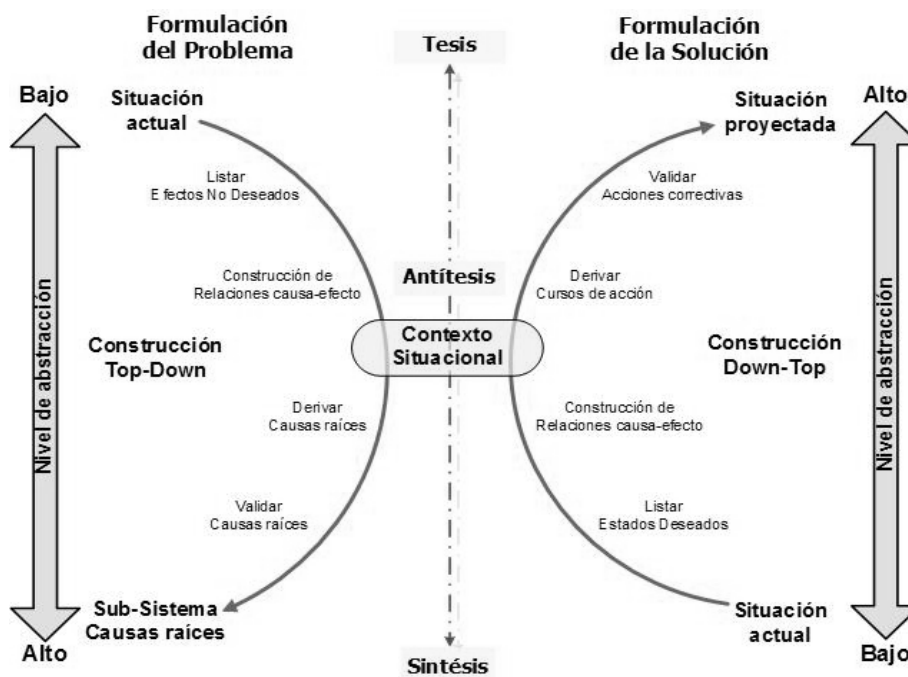 Formulación
del Problema
Tesis
Formulación
de la Solución
Bajo
Situación
actual
Situación
proyectada
Alto
Listar
Efectos No Deseados
Validar
Acciones correctivas
Construcción de
Relaciones causa-efecto
Antítesis
Derivar
Cursos de acción
Nivel de abstracción
Construcción
Top-Down
Contexto
Situacional
Construcción
Down-Top
Nivel de abstracción
Derivar
Causas raíces
Construcción de
Relaciones causa-efecto
Validar
Causas raíces
Listar
Estados Deseados
Sub-Sistema
Causas raíces
Situación
actual
Alto
Sintésis
Bajo